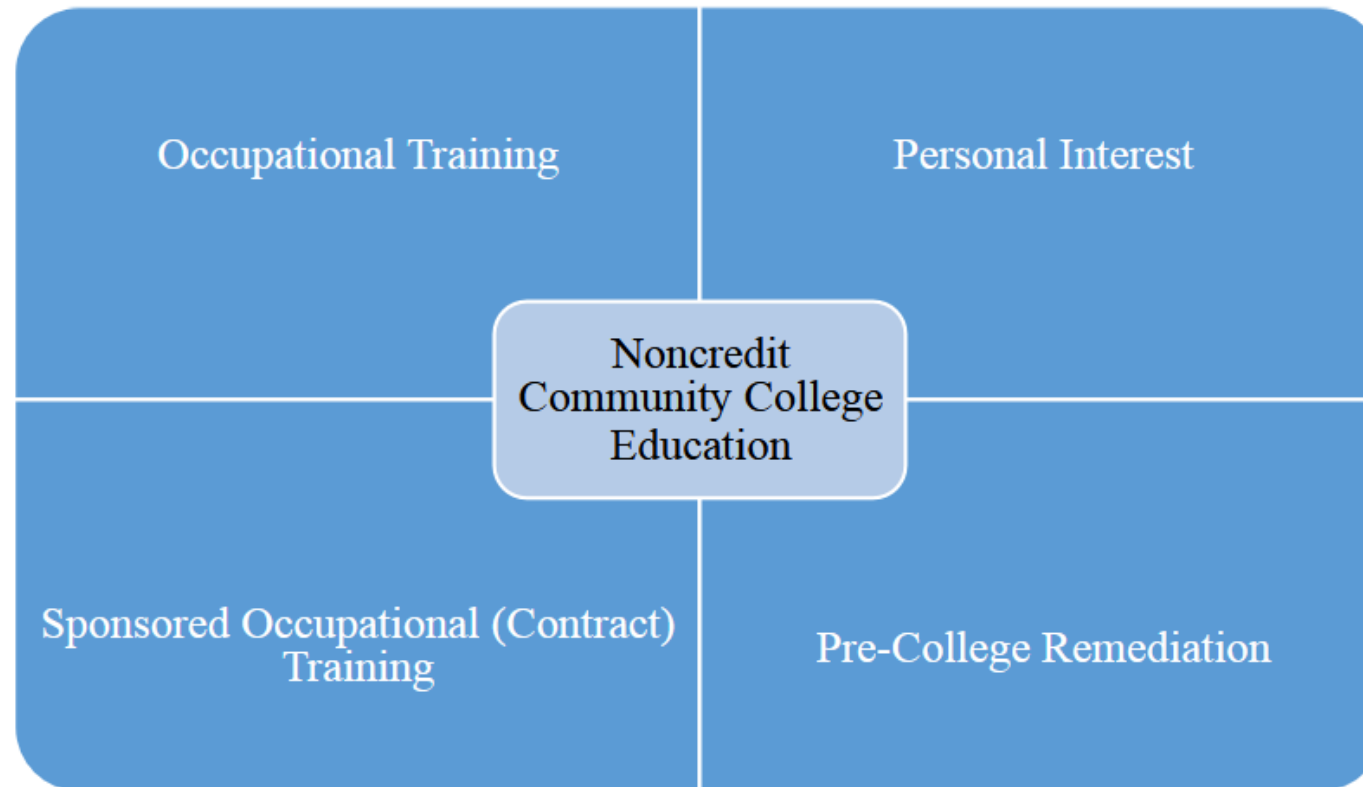 Occupational Training
Personal Interest
Noncredit
Community College
Education
Sponsored Occupational (Contract)
Training
Pre-College Remediation